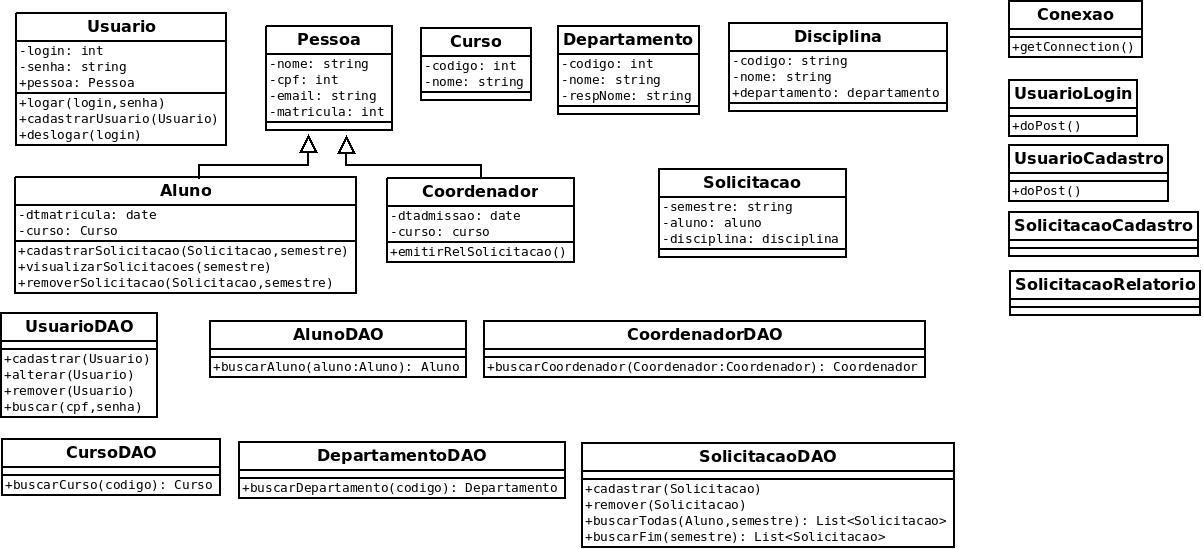 Usuario
-login: int
-senha: string
+pessoa: Pessoa
+logar(login,senha)
+cadastrarUsuario(Usuario)
+deslogar(login)
Pessoa
-nome: string
-cpf: int
-email: string
-matricula: int
Curso
-codigo: int
-nome: string
Departamento
-codigo: int
-nome: string
-respNome: string
Disciplina
-codigo: string
-nome: string
+departamento: departamento
Conexao
+getConnection()
UsuarioLogin
+doPost()
UsuarioCadastro
+doPost()
SolicitacaoCadastro
SolicitacaoRelatorio
Aluno
-dtmatricula: date
-curso: Curso
+cadastrarSolicitacao(Solicitacao,semestre)
+visualizarSolicitacoes(semestre)
+removerSolicitacao(Solicitacao,semestre)
Coordenador
-dtadmissao: date
-curso: curso
+emitirRelSolicitacao()
Solicitacao
-semestre: string
-aluno: aluno
-disciplina: disciplina
UsuarioDAO
+cadastrar(Usuario)
+alterar(Usuario)
+remover(Usuario)
+buscar(cpf,senha)
AlunoDAO
+buscarAluno(aluno:Aluno): Aluno
CoordenadorDAO
+buscarCoordenador(Coordenador:Coordenador): Coordenador
CursoDAO
+buscarCurso(codigo): Curso
DepartamentoDAO
+buscarDepartamento(codigo): Departamento
SolicitacaoDAO
+cadastrar(Solicitacao)
+remover(Solicitacao)
+buscarTodas(Aluno,semestre): List<Solicitacao>
+buscarFim(semestre): List<Solicitacao>